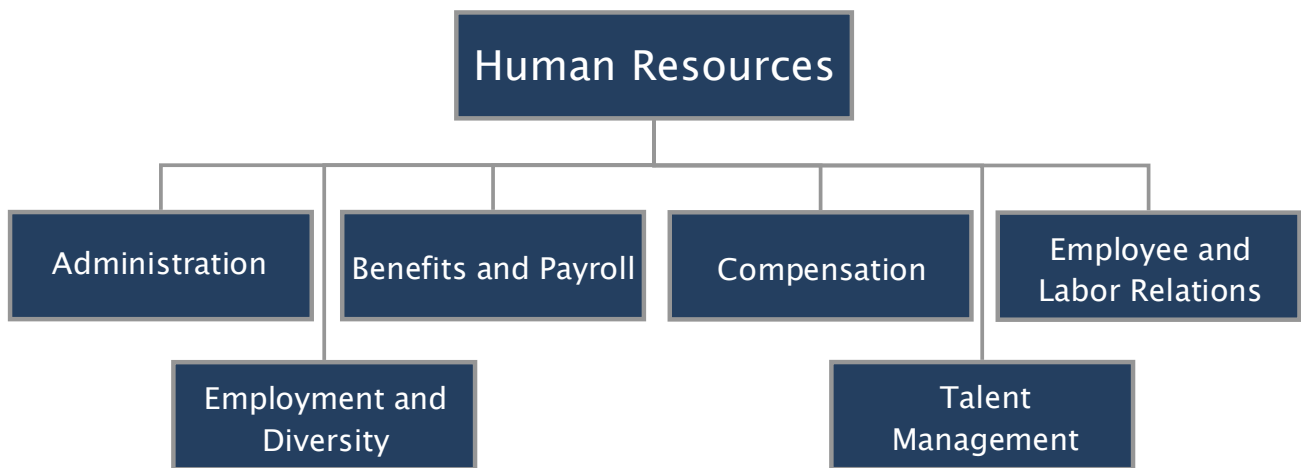 Human Resources
Administration
Benefits and Payroll
Compensation
Employee and
Labor Relations
Employment and
Diversity
Talent
Management